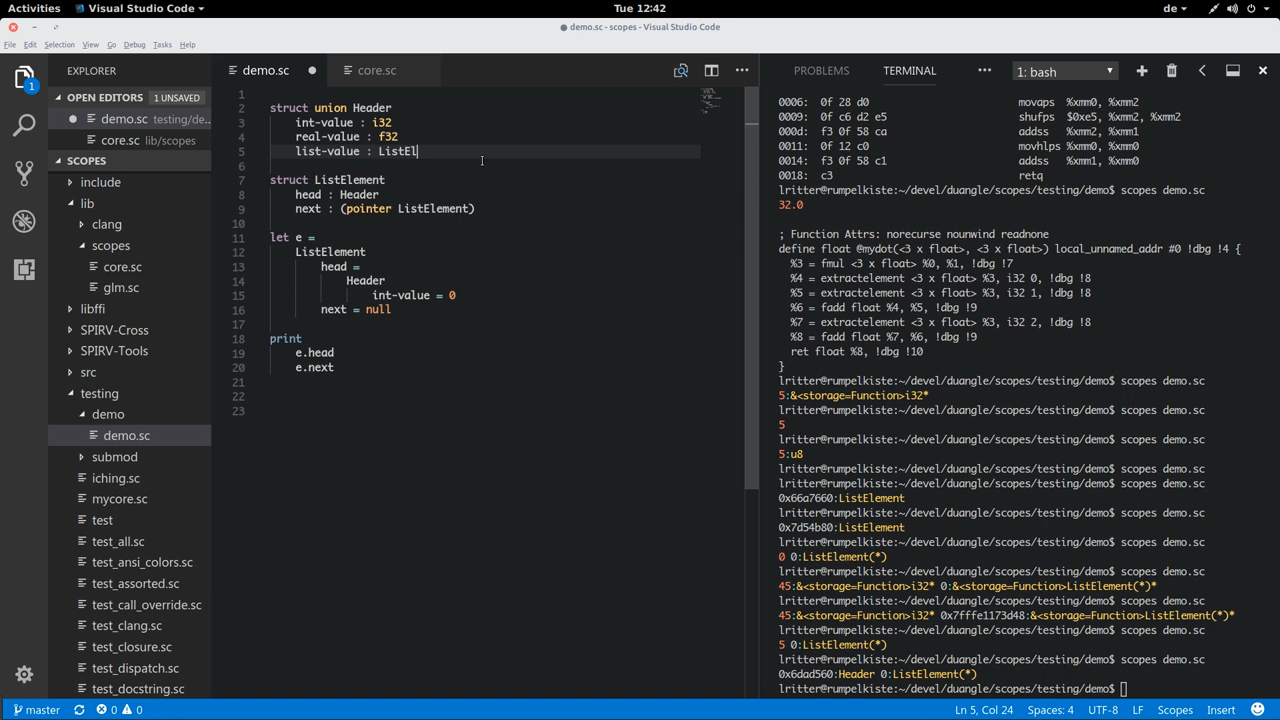 Activities
Visual Studio Code
Tue 12:42
de
demo.sc - scopes - Visual Studio Code
File Edit Selection View Go Debug Tasks Help
EXPLORER
OPEN EDITORS 1 UNSAVED
demo.sc testing/de...
core.sc lib/scopes
SCOPES
include
lib
clang
scopes
core.sc
glm.sc
libffi
SPIRV-Cross
SPIRV-Tools
src
testing
demo
demo.sc
submod
iching.sc
mycore.sc
test
test_all.sc
test_ansi_colors.sc
test_assorted.sc
test_call_override.sc
test_clang.sc
test_closure.sc
test_dispatch.sc
test_docstring.sc
1
demo.sc
core.sc
1
2 struct union Header
3 int-value : i32
4 real-value : f32
5 list-value : ListEl
6
7 struct ListElement
8 head : Header
9 next : (pointer ListElement)
10
11 let e =
12 ListElement
13 head =
14 Header
15 int-value = 0
16 next = null
17
18 print
19 e.head
20 e.next
21
22
23
PROBLEMS TERMINAL ... 1: bash
0006: 0f 28 d0 movaps %xmm0, %xmm2
0009: 0f c6 d2 e5 shufps $0xe5, %xmm2, %xmm2
000d: f3 0f 58 ca addss %xmm2, %xmm1
0011: 0f 12 c0 movhlps %xmm0, %xmm0
0014: f3 0f 58 c1 addss %xmm1, %xmm0
0018: c3 retq
lritter@rumpelkiste:~/devel/duangle/scopes/testing/demo$ scopes demo.sc
32.0
; Function Attrs: norecurse nounwind readnone
define float @mydot(<3 x float>, <3 x float>) local_unnamed_addr #0 !dbg !4 {
%3 = fmul <3 x float> %0, %1, !dbg !7
%4 = extractelement <3 x float> %3, i32 0, !dbg !8
%5 = extractelement <3 x float> %3, i32 1, !dbg !8
%6 = fadd float %4, %5, !dbg !9
%7 = extractelement <3 x float> %3, i32 2, !dbg !8
%8 = fadd float %7, %6, !dbg !9
ret float %8, !dbg !10
}
lritter@rumpelkiste:~/devel/duangle/scopes/testing/demo$ scopes demo.sc
5:&<storage=Function>i32*
lritter@rumpelkiste:~/devel/duangle/scopes/testing/demo$ scopes demo.sc
5
lritter@rumpelkiste:~/devel/duangle/scopes/testing/demo$ scopes demo.sc
5:u8
lritter@rumpelkiste:~/devel/duangle/scopes/testing/demo$ scopes demo.sc
lritter@rumpelkiste:~/devel/duangle/scopes/testing/demo$ scopes demo.sc
0x66a7660:ListElement
lritter@rumpelkiste:~/devel/duangle/scopes/testing/demo$ scopes demo.sc
0x7d54b80:ListElement
lritter@rumpelkiste:~/devel/duangle/scopes/testing/demo$ scopes demo.sc
0 0:ListElement(*)
lritter@rumpelkiste:~/devel/duangle/scopes/testing/demo$ scopes demo.sc
45:&<storage=Function>i32* 0:&<storage=Function>ListElement(*)*
lritter@rumpelkiste:~/devel/duangle/scopes/testing/demo$ scopes demo.sc
45:&<storage=Function>i32* 0x7fffe1173d48:&<storage=Function>ListElement(*)*
lritter@rumpelkiste:~/devel/duangle/scopes/testing/demo$ scopes demo.sc
5 0:ListElement(*)
lritter@rumpelkiste:~/devel/duangle/scopes/testing/demo$ scopes demo.sc
0x6dad560:Header 0:ListElement(*)
lritter@rumpelkiste:~/devel/duangle/scopes/testing/demo$
master 0 0 Ln 5, Col 24 Spaces: 4 UTF-8 LF Scopes Insert